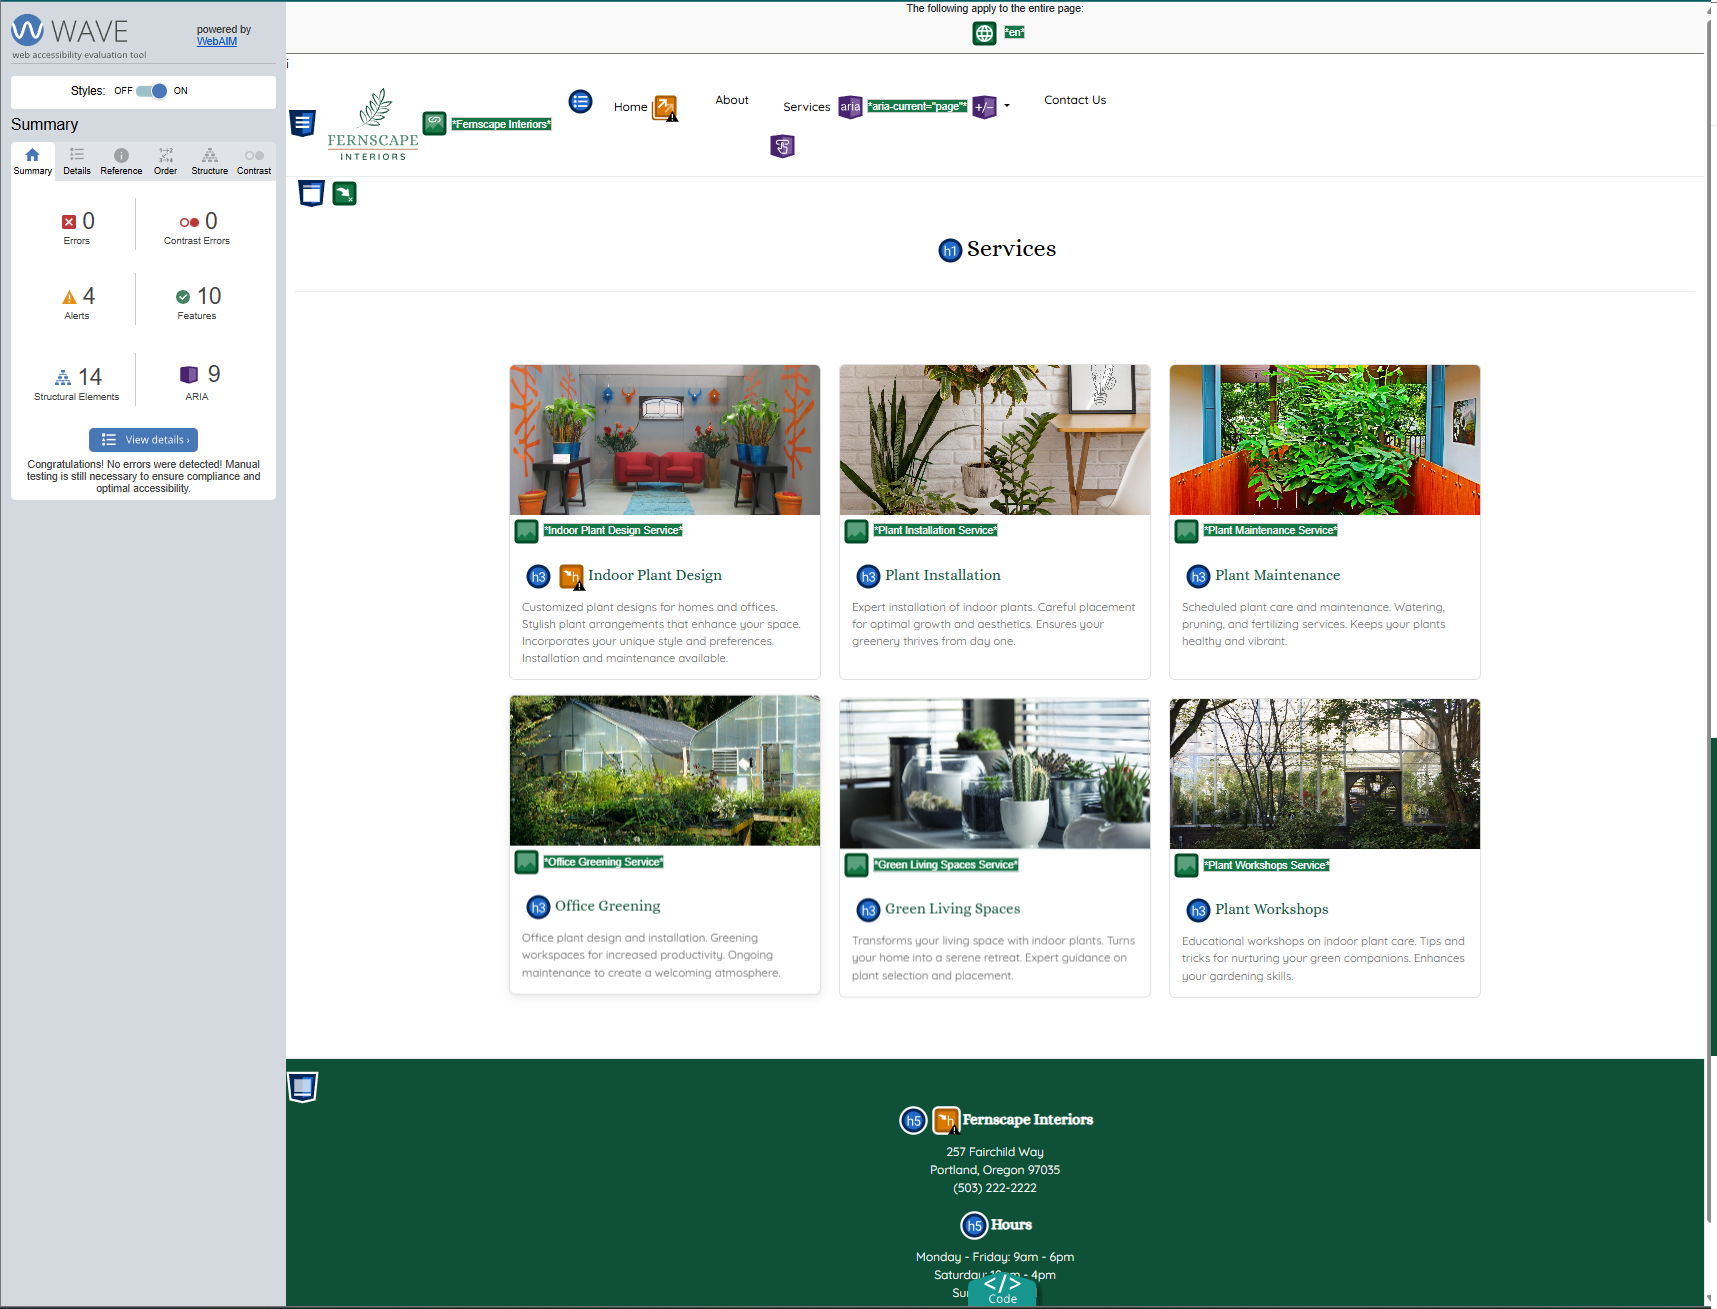 WAVE
web accessibility evaluation tool
powered by
WebAIM
Styles: OFF ON
Summary
Summary
Details
Reference
Order
Structure
Contrast
0
Errors
0
Contrast Errors
4
Alerts
10
Features
14
Structural Elements
9
ARIA
View details ›
Congratulations! No errors were detected! Manual
testing is still necessary to ensure compliance and
optimal accessibility.
The following apply to the entire page:
*en*
i
FERNSCAPE
INTERIORS
*Fernscape Interiors*
Home
About
Services
aria
*aria-current="page"*
+/-
Contact Us
h1 Services
*Indoor Plant Design Service*
h3 h Indoor Plant Design
Customized plant designs for homes and offices.
Stylish plant arrangements that enhance your space.
Incorporates your unique style and preferences.
Installation and maintenance available.
*Plant Installation Service*
h3 Plant Installation
Expert installation of indoor plants. Careful placement
for optimal growth and aesthetics. Ensures your
greenery thrives from day one.
*Plant Maintenance Service*
h3 Plant Maintenance
Scheduled plant care and maintenance. Watering,
pruning, and fertilizing services. Keeps your plants
healthy and vibrant.
*Office Greening Service*
h3 Office Greening
Office plant design and installation. Greening
workspaces for increased productivity. Ongoing
maintenance to create a welcoming atmosphere.
*Green Living Spaces Service*
h3 Green Living Spaces
Transforms your living space with indoor plants. Turns
your home into a serene retreat. Expert guidance on
plant selection and placement.
*Plant Workshops Service*
h3 Plant Workshops
Educational workshops on indoor plant care. Tips and
tricks for nurturing your green companions. Enhances
your gardening skills.
h5 h Fernscape Interiors
257 Fairchild Way
Portland, Oregon 97035
(503) 222-2222
h5 Hours
Monday - Friday: 9am - 6pm
Saturday: - 4pm
</> Code